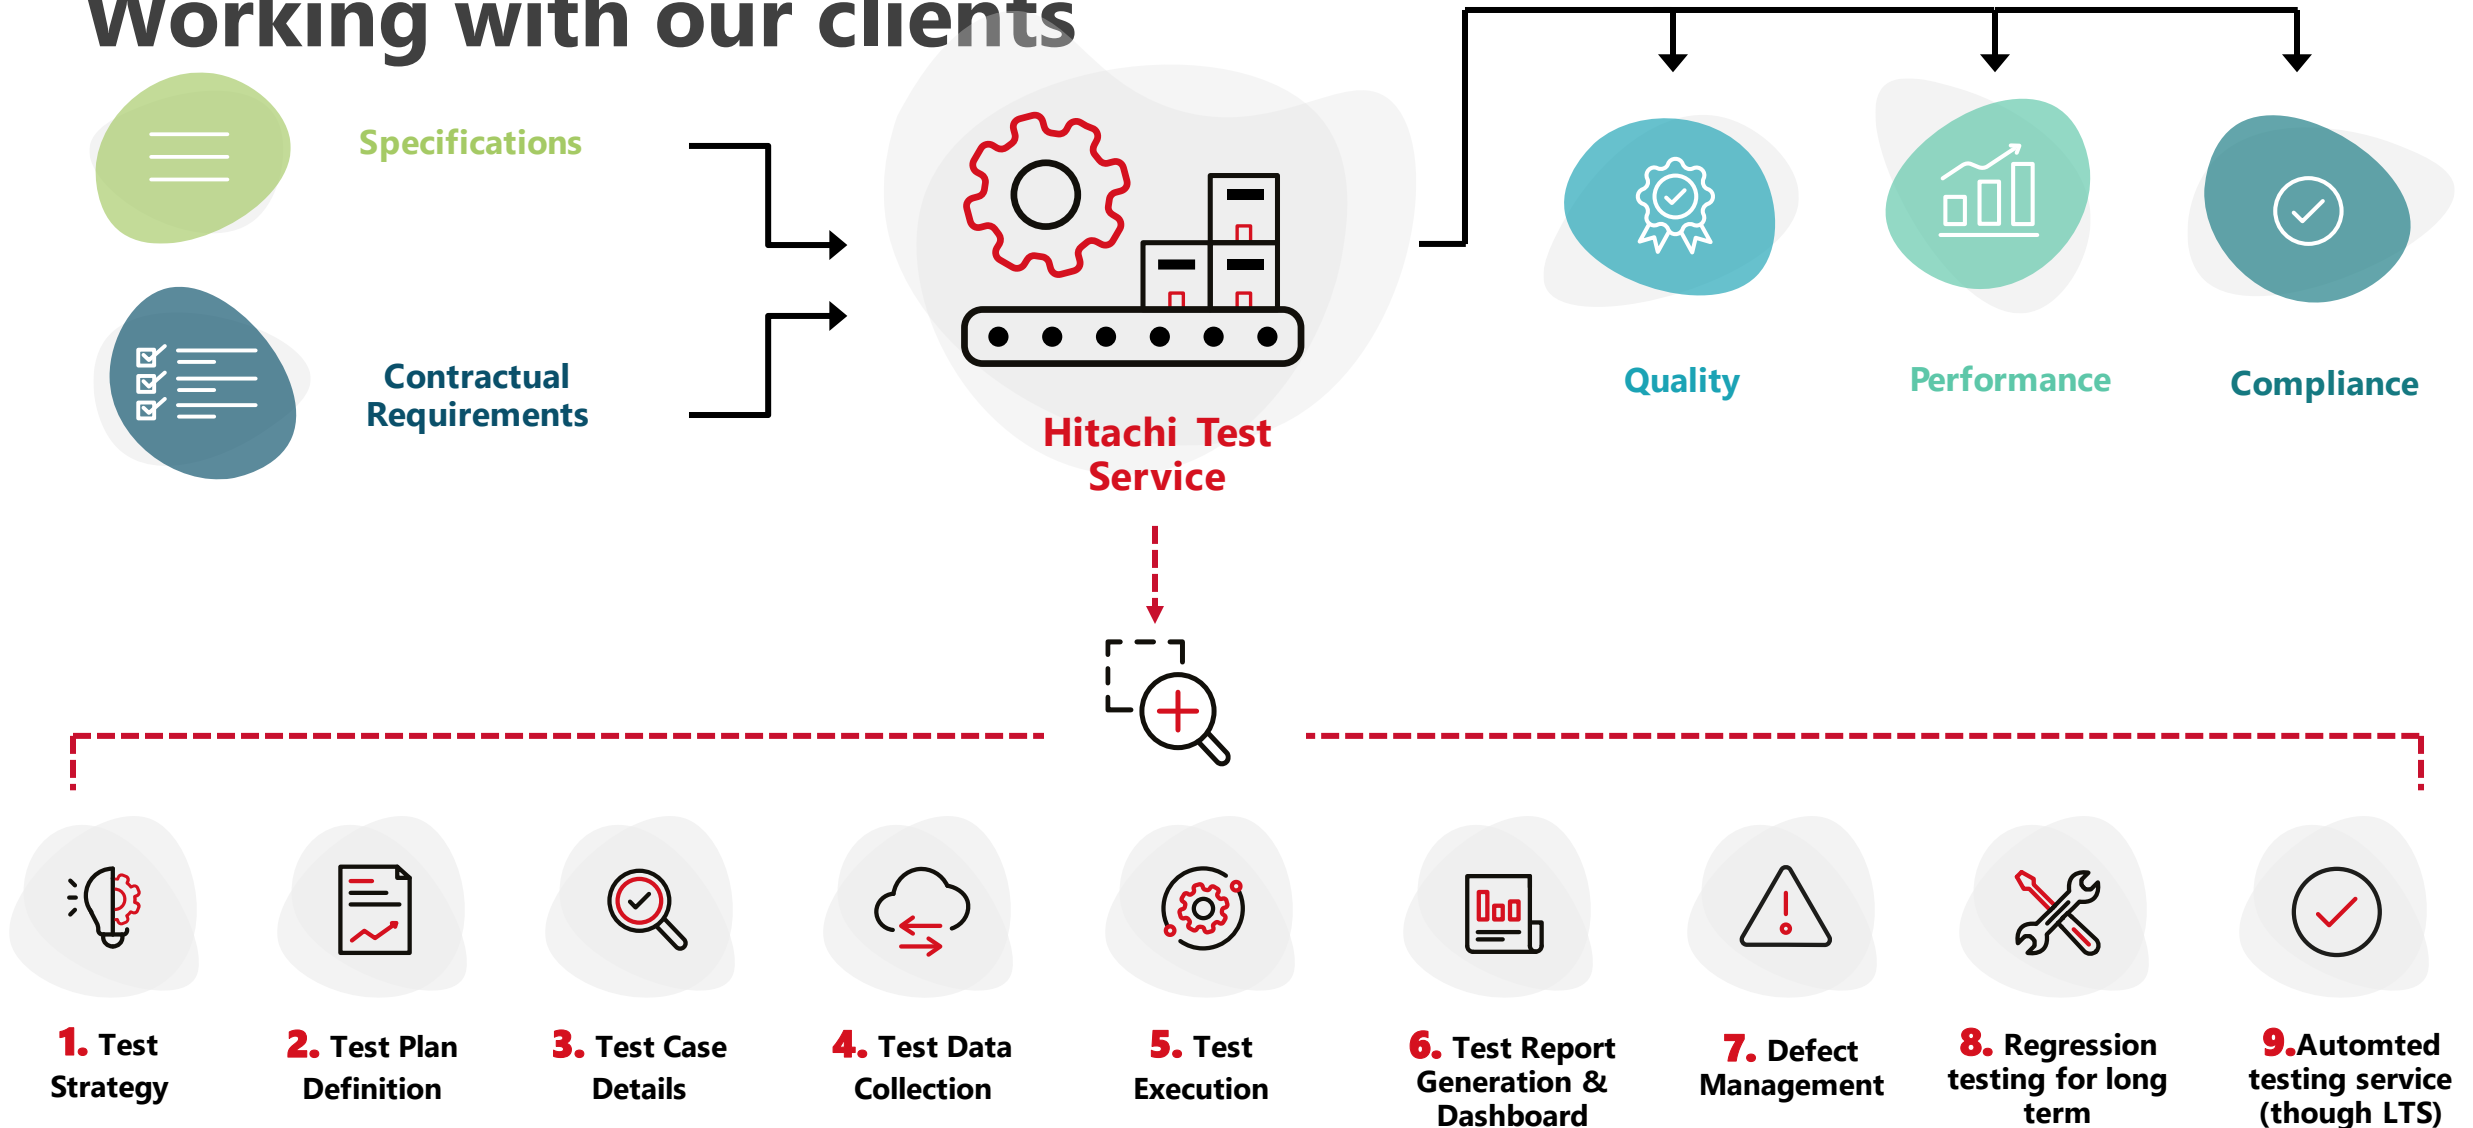 Working with our clients
Specifications
Contractual
Requirements
Hitachi Test
Service
Quality
Performance
Compliance
1. Test
Strategy
2. Test Plan
Definition
3. Test Case
Details
4. Test Data
Collection
5. Test
Execution
6. Test Report
Generation &
Dashboard
7. Defect
Management
8. Regression
testing for long
term
9.Automted
testing service
(though LTS)